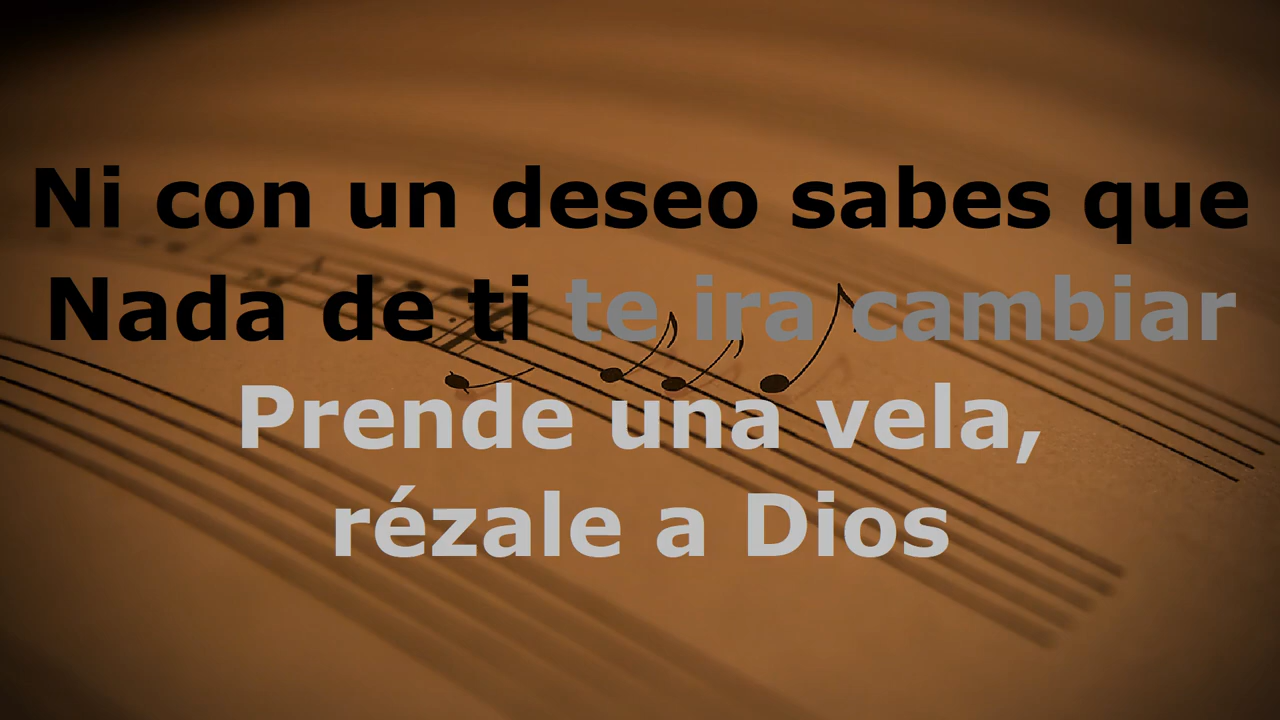 Ni con un deseo sabes que
Nada de ti te ira cambiar
Prende una vela,
rézale a Dios